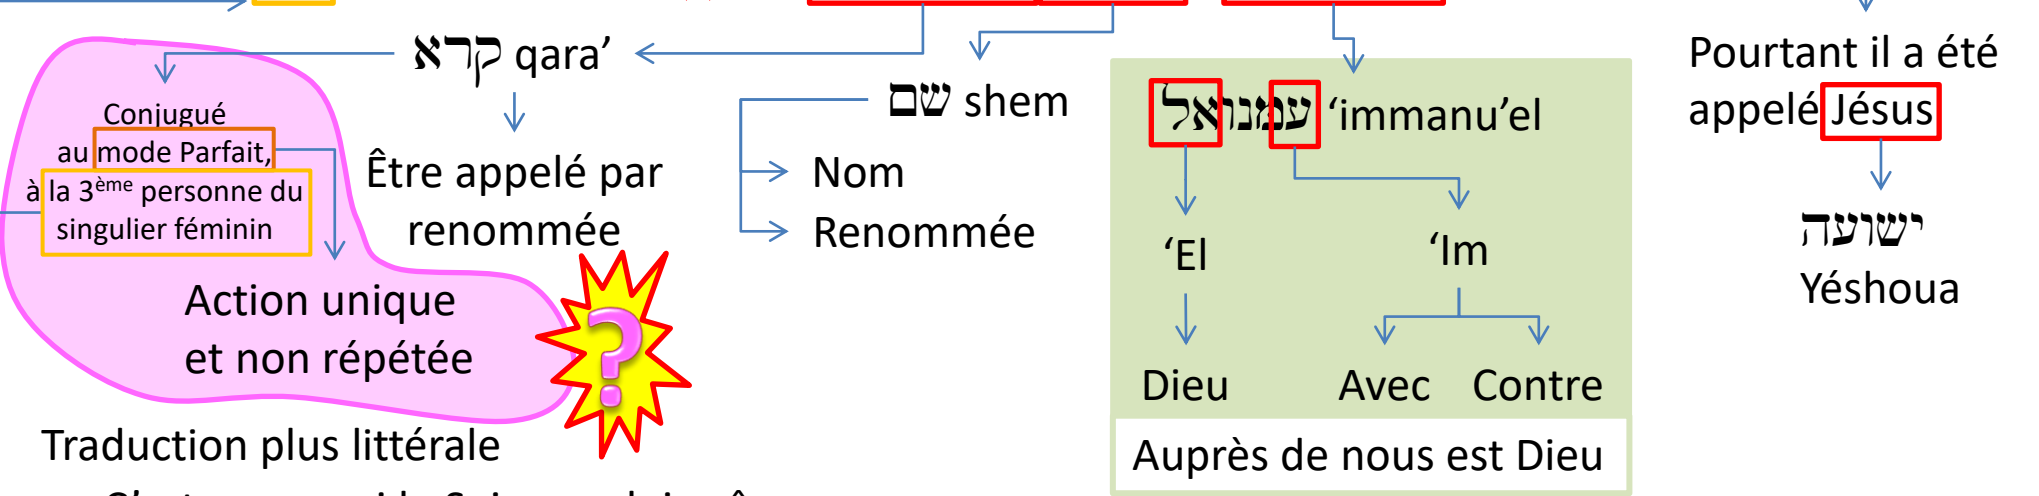 קרא qara’
Conjugué
au mode Parfait,
à la 3ème personne du
singulier féminin
Action unique
et non répétée
Être appelé par
renommée
?
שם shem
Nom
Renommée
עמנואל ‘immanu’el
‘El
‘Im
Dieu
Avec
Contre
Auprès de nous est Dieu
Pourtant il a été
appelé Jésus
ישועה
Yéshoua
Traduction plus littérale